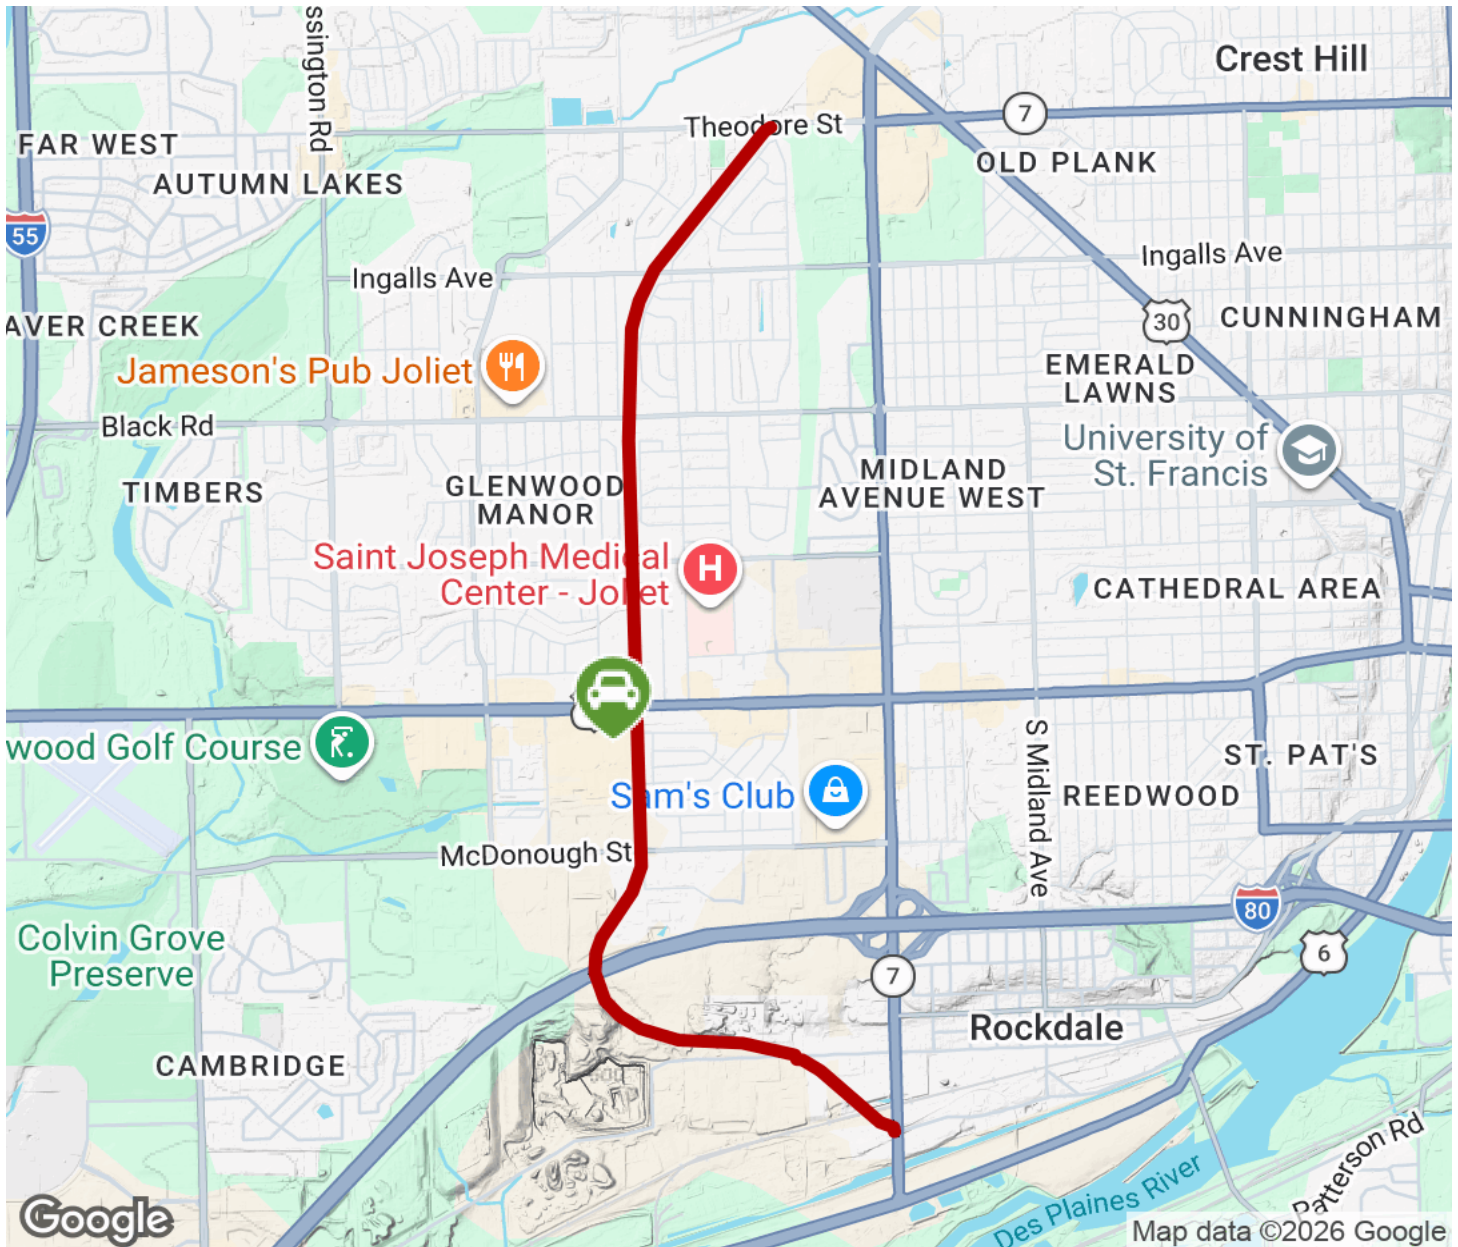 ssington Rd
Crest Hill
Theodore St
7
FAR WEST
OLD PLANK
AUTUMN LAKES
55
Ingalls Ave
Ingalls Ave
AVER CREEK
30
CUNNINGHAM
Jameson's Pub Joliet
EMERALD
LAWNS
Black Rd
University of
St. Francis
TIMBERS
GLENWOOD
MANOR
MIDLAND
AVENUE WEST
Saint Joseph Medical
Center - Joliet
H
CATHEDRAL AREA
wood Golf Course
S Midland Ave
ST. PAT'S
Sam's Club
REEDWOOD
McDonough St
80
Colvin Grove
Preserve
6
7
Rockdale
CAMBRIDGE
Patterson Rd
Des Plaines River
Google
Map data ©2026 Google